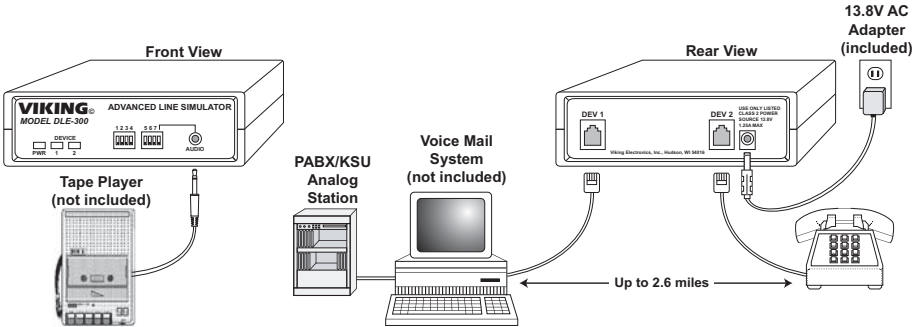 Front View
VIKING©
ADVANCED LINE SIMULATOR
MODEL DLE-300
1 2 3 4
5 6 7
DEVICE
PWR 1 2
AUDIO
Tape Player
(not included)
PABX/KSU
Analog
Station
Voice Mail
System
(not included)
Rear View
13.8V AC
Adapter
(included)
DEV 1
DEV 2
USE ONLY LISTED
CLASS 2 POWER
SOURCE 13.8V
1.25A MAX
Viking Electronics, Inc., Hudson, WI 54016
Up to 2.6 miles